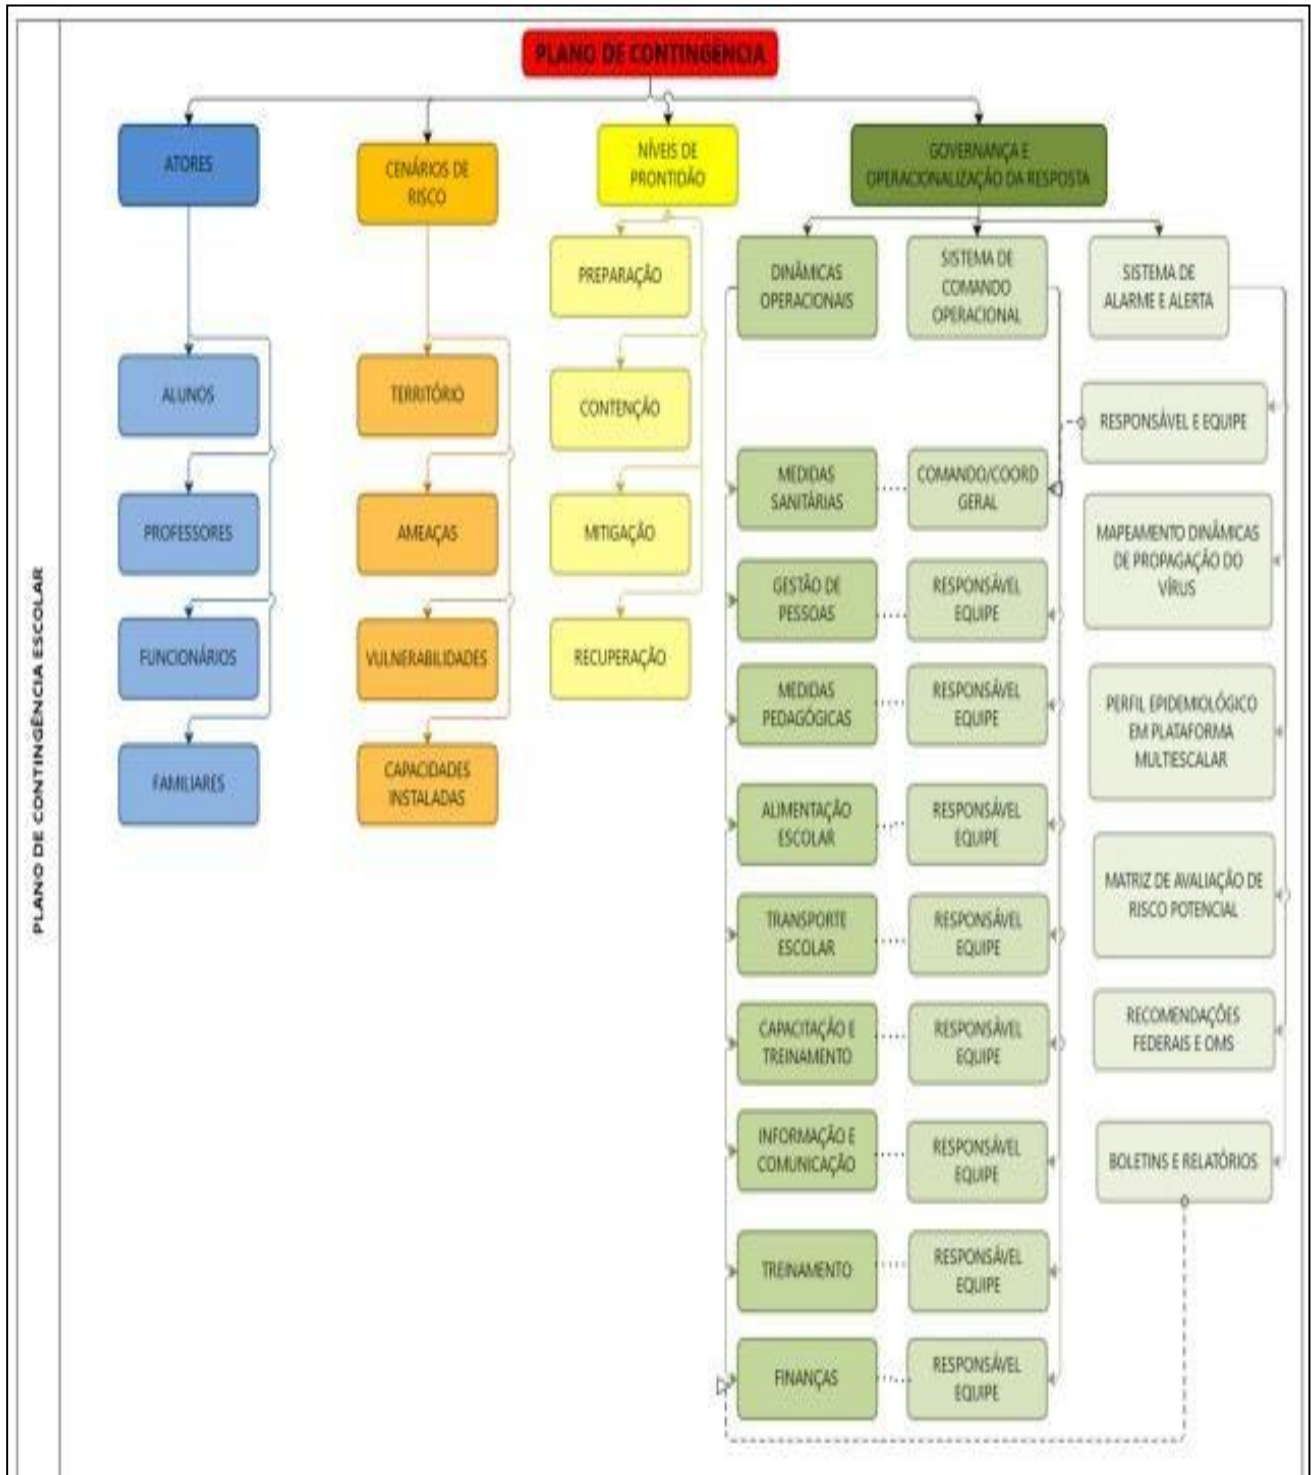 PLANO DE CONTINGÊNCIA ESCOLAR
PLANO DE CONTINGÊNCIA
ATORES
ALUNOS
PROFESSORES
FUNCIONÁRIOS
FAMILIARES
CENÁRIOS DE
RISCO
TERRITÓRIO
AMEAÇAS
VULNERABILIDADES
CAPACIDADES
INSTALADAS
NÍVEIS DE
PRONTIDÃO
PREPARAÇÃO
CONTENÇÃO
MITIGAÇÃO
RECUPERAÇÃO
GOVERNANÇA E
OPERACIONALIZAÇÃO DA RESPOSTA
DINÂMICAS
OPERACIONAIS
MEDIDAS
SANITÁRIAS
GESTÃO DE
PESSOAS
MEDIDAS
PEDAGÓGICAS
ALIMENTAÇÃO
ESCOLAR
TRANSPORTE
ESCOLAR
CAPACITAÇÃO E
TREINAMENTO
INFORMAÇÃO E
COMUNICAÇÃO
TREINAMENTO
FINANÇAS
SISTEMA DE
COMANDO
OPERACIONAL
COMANDO/COORD
GERAL
RESPONSÁVEL
EQUIPE
RESPONSÁVEL
EQUIPE
RESPONSÁVEL
EQUIPE
RESPONSÁVEL
EQUIPE
RESPONSÁVEL
EQUIPE
RESPONSÁVEL
EQUIPE
RESPONSÁVEL
EQUIPE
RESPONSÁVEL
EQUIPE
SISTEMA DE
ALARME E ALERTA
RESPONSÁVEL E EQUIPE
MAPEAMENTO DINÂMICAS
DE PROPAGAÇÃO DO
VÍRUS
PERFIL EPIDEMIOLÓGICO
EM PLATAFORMA
MULTIESCALAR
MATRIZ DE AVALIAÇÃO DE
RISCO POTENCIAL
RECOMENDAÇÕES
FEDERAIS E OMS
BOLETINS E RELATÓRIOS